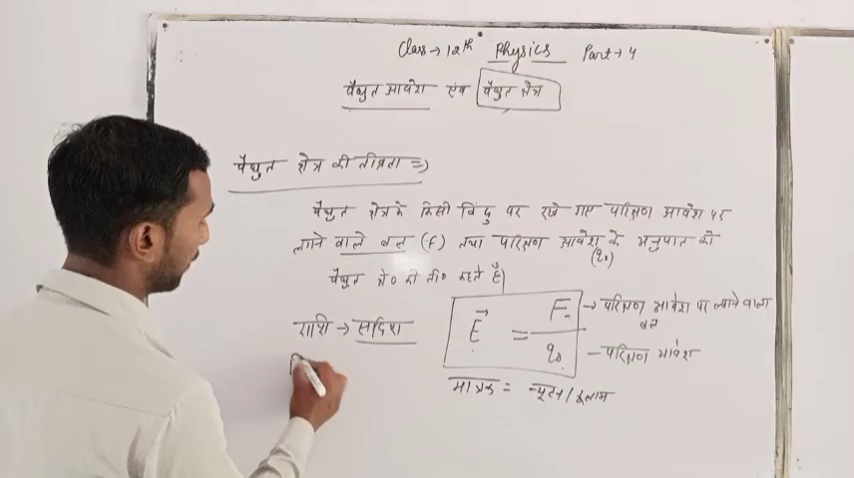 Class → 12th Physics Part → 4
वैधुत आवेश एंव वैधुत क्षेत्र
वैधुत क्षेत्र की तीव्रता ⇒
वैधुत क्षेत्र के किसी बिंदु पर रखे गए परिक्षण आवेश पर
लगने वाले बल (F) तथा परिक्षण आवेश के अनुपात को
(q₀)
वैधुत क्षे० की ती० कहते है|
राशि → सदिश
E⃗ = F / q₀
→ परिक्षण आवेश पर लगने वाला
बल
– परिक्षण आवेश
मात्रक = न्यूटन/कूलाम